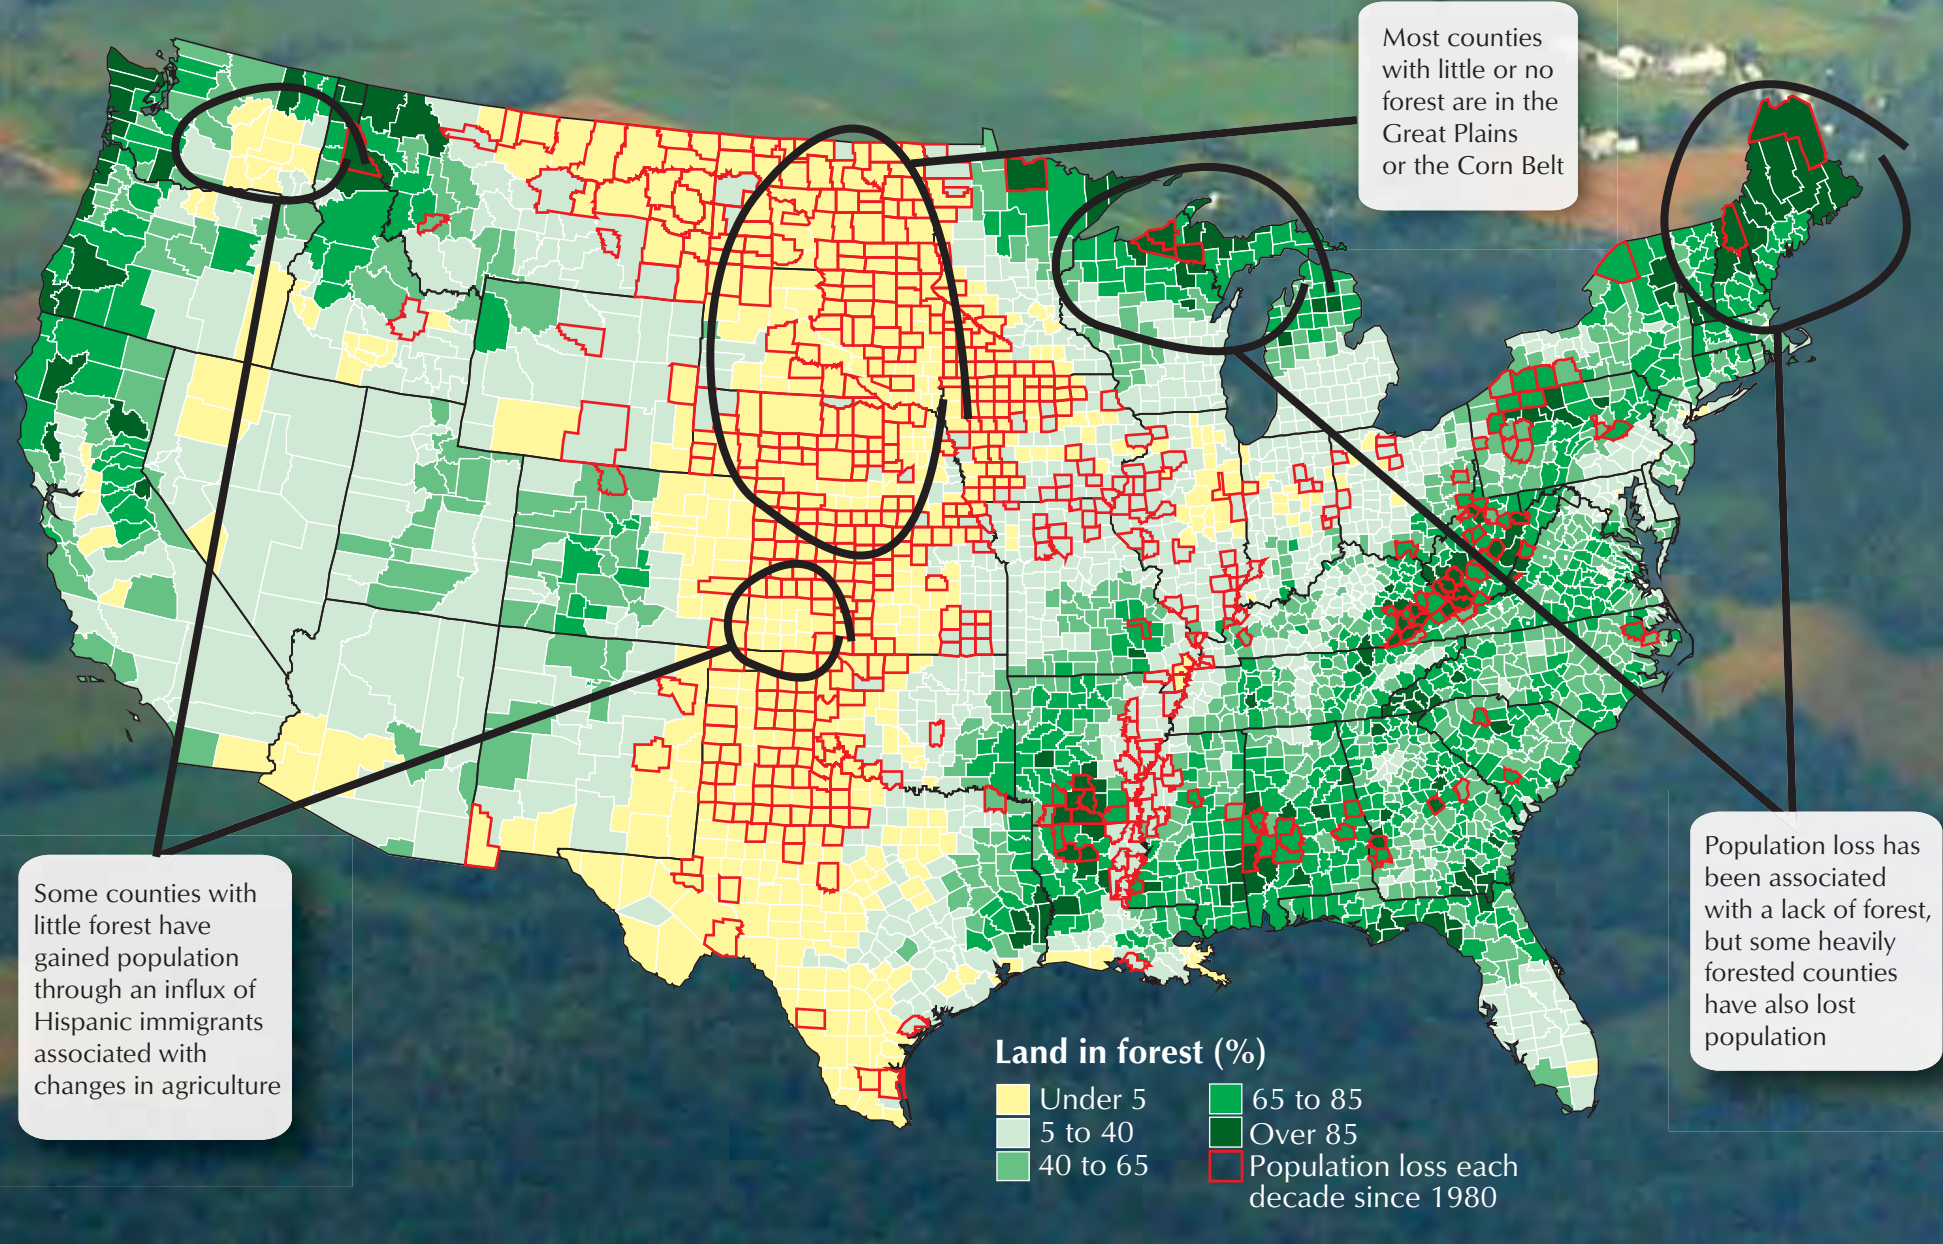 Most counties
with little or no
forest are in the
Great Plains
or the Corn Belt
Some counties with
little forest have
gained population
through an influx of
Hispanic immigrants
associated with
changes in agriculture
Population loss has
been associated
with a lack of forest,
but some heavily
forested counties
have also lost
population
Land in forest (%)
Under 5
5 to 40
40 to 65
65 to 85
Over 85
Population loss each
decade since 1980